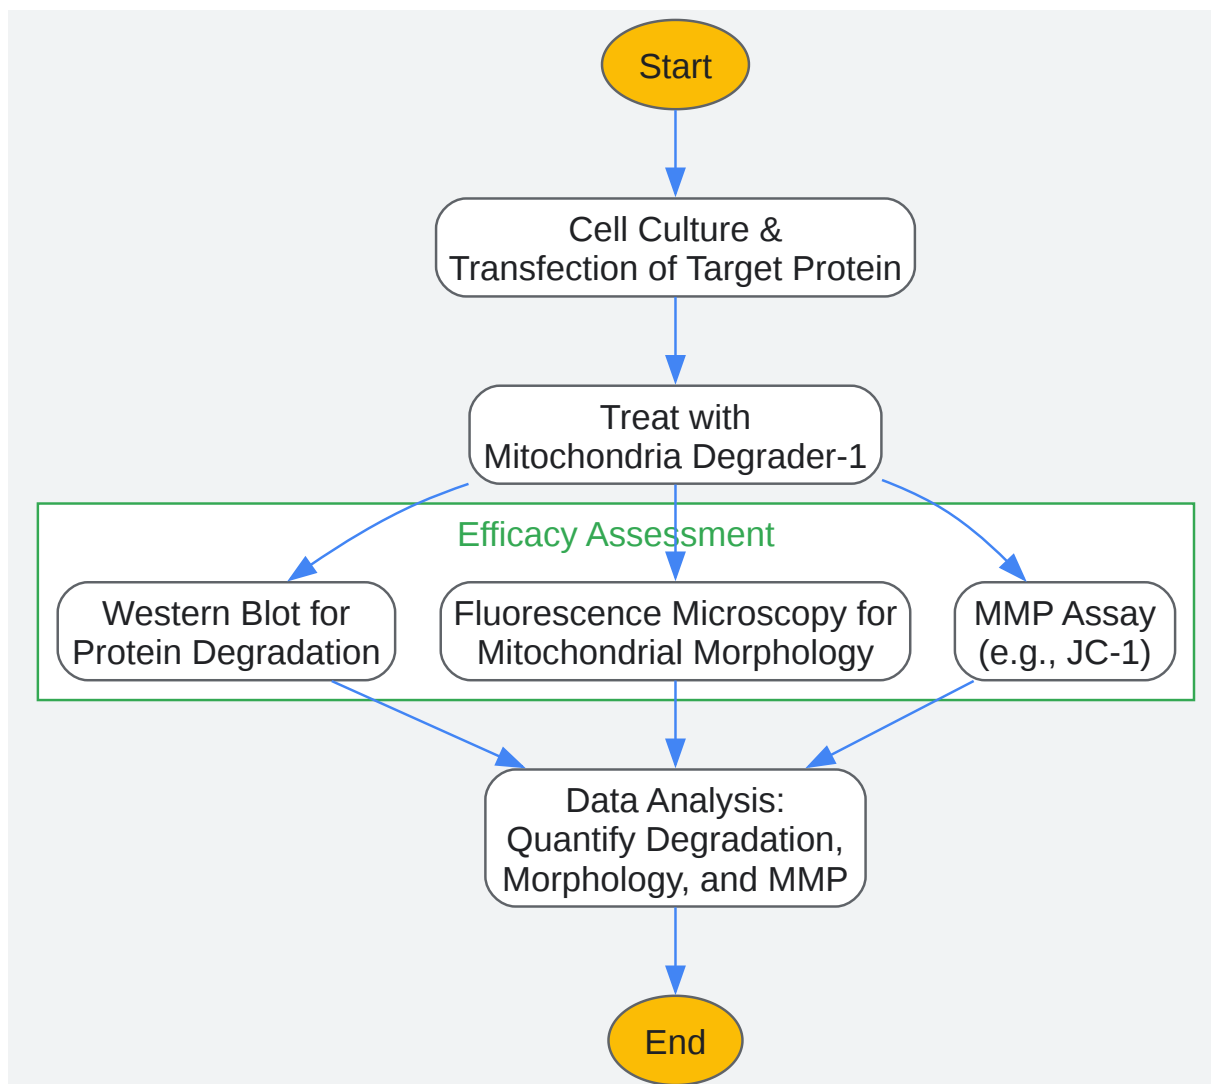 Start
Cell Culture &
Transfection of Target Protein
Treat with
Mitochondria Degrader-1
Efficacy Assessment
Western Blot for
Protein Degradation
Fluorescence Microscopy for
Mitochondrial Morphology
MMP Assay
(e.g., JC-1)
Data Analysis:
Quantify Degradation,
Morphology, and MMP
End